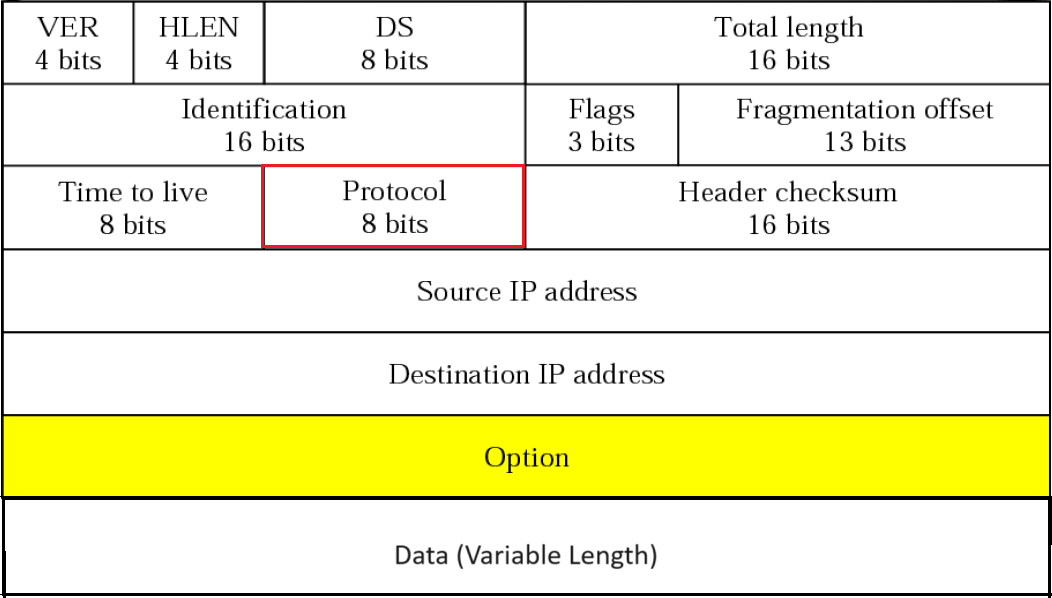 VER
4 bits
HLEN
4 bits
DS
8 bits
Total length
16 bits
Identification
16 bits
Flags
3 bits
Fragmentation offset
13 bits
Time to live
8 bits
Protocol
8 bits
Header checksum
16 bits
Source IP address
Destination IP address
Option
Data (Variable Length)